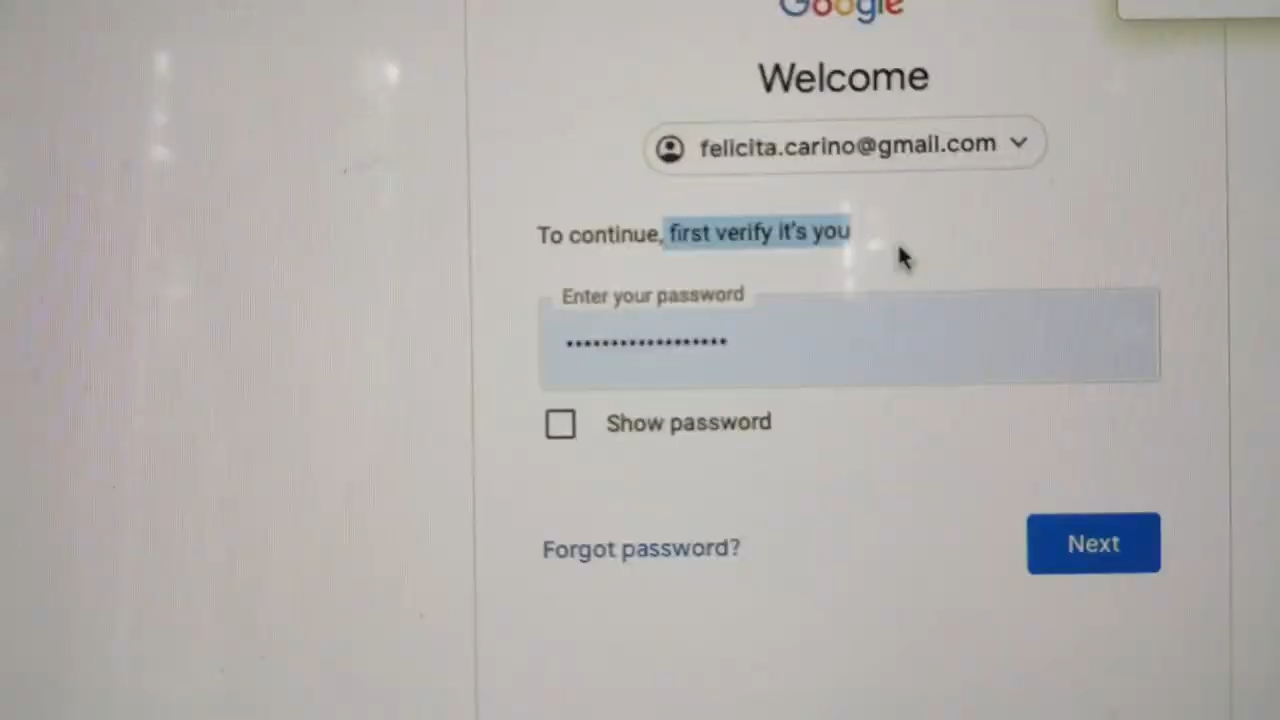 Google
Welcome
felicita.carino@gmail.com
To continue, first verify it's you
Enter your password
•••••••••••••••••••
Show password
Forgot password?
Next